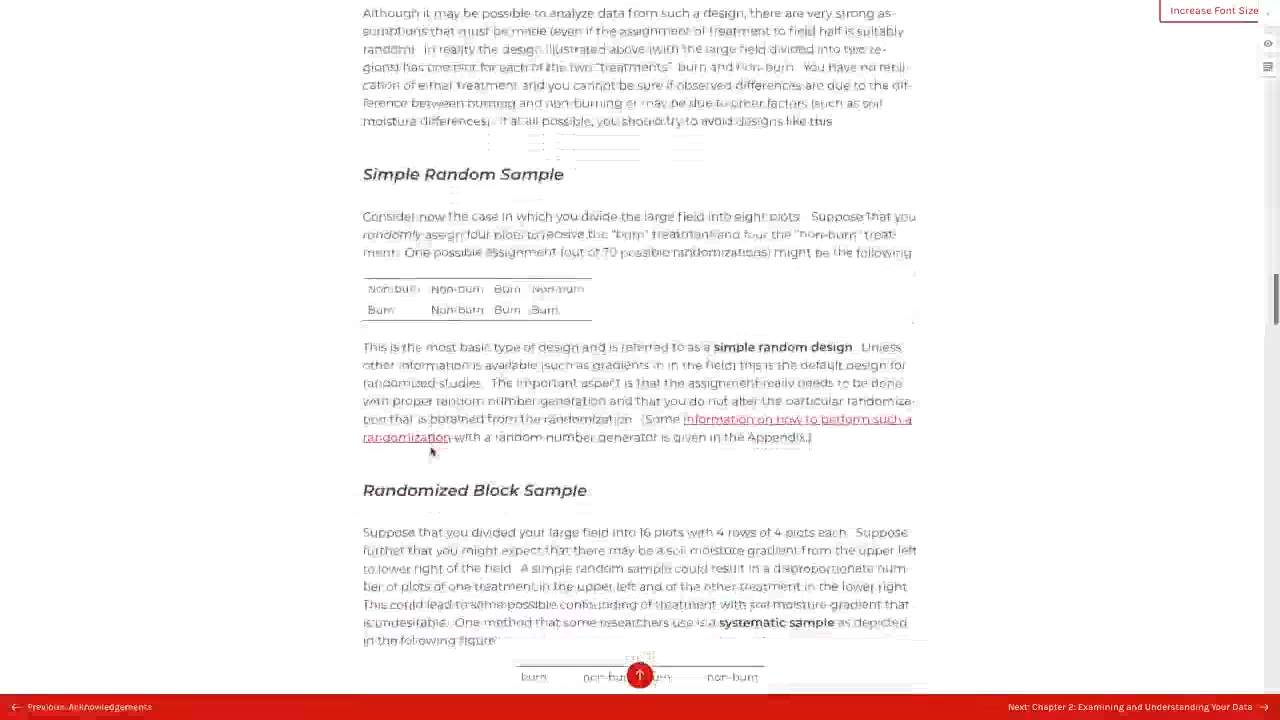 Increase Font Size
Although it may be possible to analyze data from such a design, there are very strong as-
sumptions that must be made (even if the assignment of treatment to field half is suitably
random). In reality the design illustrated above (with the large field divided into two re-
gions) has one plot for each of the two "treatments" burn and non-burn. You have no repli-
cation of either treatment and you cannot be sure if observed differences are due to the dif-
ference between burning and non-burning or may be due to other factors (such as soil
moisture differences). If at all possible, you should try to avoid designs like this
Simple Random Sample
Consider now the case in which you divide the large field into eight plots. Suppose that you
randomly assign four plots to receive the "burn" treatment and four the "non-burn" treat-
ment. One possible assignment (out of 70 possible randomizations) might be the following
Non-burn Non-burn Burn Non-burn
Burn Non-burn Burn Burn
This is the most basic type of design and is referred to as a simple random design. Unless
other information is available (such as gradients in the field) this is the default design for
randomized studies. The important aspect is that the assignment really needs to be done
with proper random number generation and that you do not alter the particular randomiza-
tion that is obtained from the randomization. (Some information on how to perform such a
randomization with a random number generator is given in the Appendix.)
Randomized Block Sample
Suppose that you divided your large field into 16 plots with 4 rows of 4 plots each. Suppose
further that you might expect that there may be a soil moisture gradient from the upper left
to lower right of the field. A simple random sample could result in a disproportionate num-
ber of plots of one treatment in the upper left and of the other treatment in the lower right
This could lead to some possible confounding of treatment with soil moisture gradient that
is undesirable. One method that some researchers use is a systematic sample as depicted
in the following figure
burn non-burn non-burn
← Previous: Acknowledgements
Next: Chapter 2: Examining and Understanding Your Data →